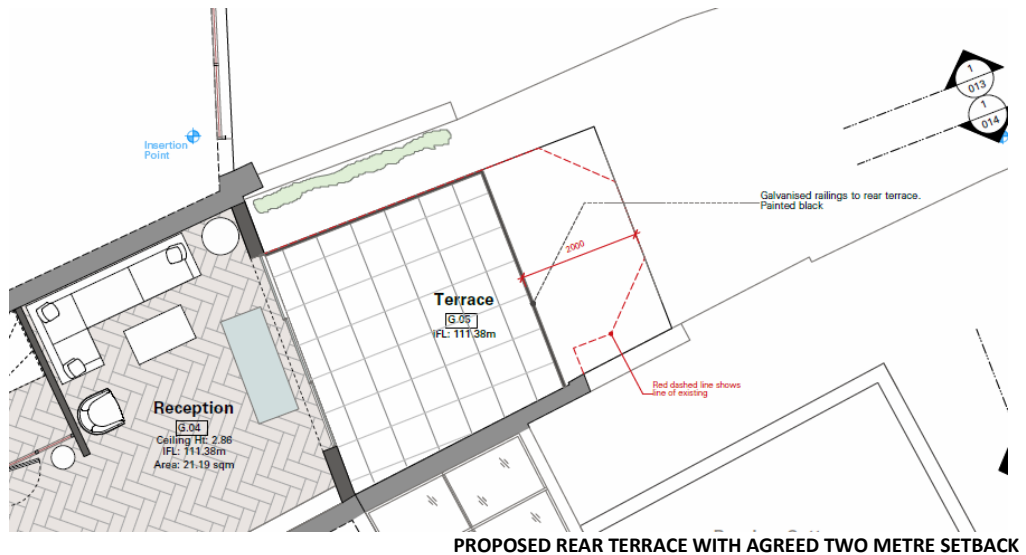 1
013
1
014
Insertion
Point
Galvanised railings to rear terrace.
Painted black
2000
Terrace
G.05
IFL: 111.38m
Red dashed line shows
line of existing
Reception
G.04
Ceiling Ht: 2.86
IFL: 111.38m
Area: 21.19 sqm
PROPOSED REAR TERRACE WITH AGREED TWO METRE SETBACK